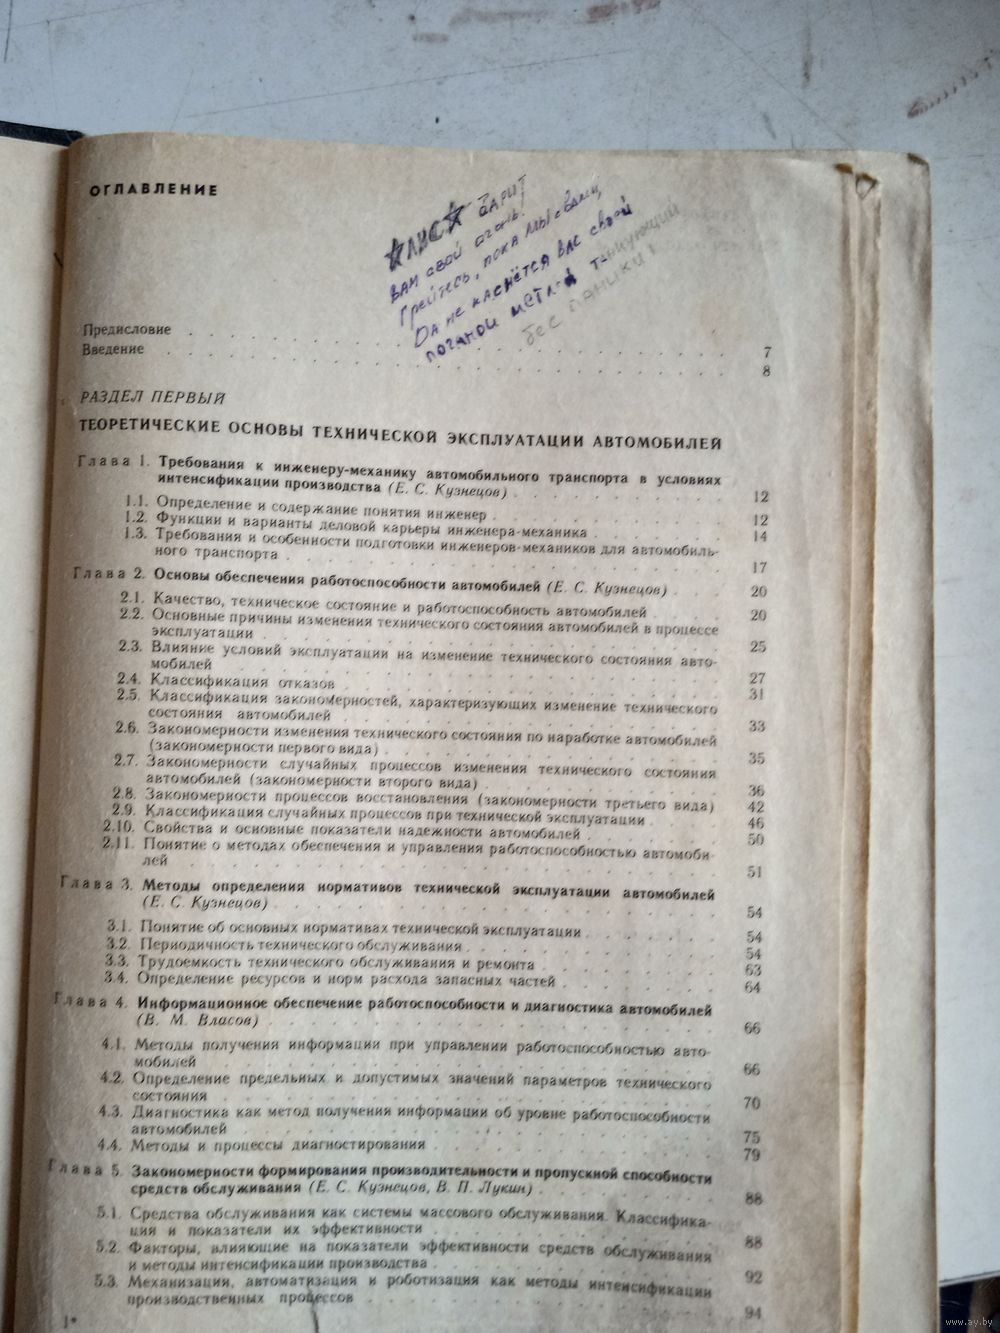 ОГЛАВЛЕНИЕ
☆ЛИС☆ дарит
вам свой огонь!
Грейтесь, пока мы с вами,
Да не каснётся вас своей
поганой метлой танцующий
бес паники!
Предисловие . . . 7
Введение . . . 8
РАЗДЕЛ ПЕРВЫЙ
ТЕОРЕТИЧЕСКИЕ ОСНОВЫ ТЕХНИЧЕСКОЙ ЭКСПЛУАТАЦИИ АВТОМОБИЛЕЙ
Глава 1. Требования к инженеру-механику автомобильного транспорта в условиях
интенсификации производства (Е. С. Кузнецов) . . . 12
1.1. Определение и содержание понятия инженер . . . 12
1.2. Функции и варианты деловой карьеры инженера-механика . . . 14
1.3. Требования и особенности подготовки инженеров-механиков для автомобиль-
ного транспорта . . . 17
Глава 2. Основы обеспечения работоспособности автомобилей (Е. С. Кузнецов) . . . 20
2.1. Качество, техническое состояние и работоспособность автомобилей . . . 20
2.2. Основные причины изменения технического состояния автомобилей в процессе
эксплуатации . . . 25
2.3. Влияние условий эксплуатации на изменение технического состояния авто-
мобилей . . . 27
2.4. Классификация отказов . . . 31
2.5. Классификация закономерностей, характеризующих изменение технического
состояния автомобилей . . . 33
2.6. Закономерности изменения технического состояния по наработке автомобилей
(закономерности первого вида) . . . 35
2.7. Закономерности случайных процессов изменения технического состояния
автомобилей (закономерности второго вида) . . . 36
2.8. Закономерности процессов восстановления (закономерности третьего вида) 42
2.9. Классификация случайных процессов при технической эксплуатации . . . 46
2.10. Свойства и основные показатели надежности автомобилей . . . 50
2.11. Понятие о методах обеспечения и управления работоспособностью автомоби-
лей . . . 51
Глава 3. Методы определения нормативов технической эксплуатации автомобилей
(Е. С. Кузнецов) . . . 54
3.1. Понятие об основных нормативах технической эксплуатации . . . 54
3.2. Периодичность технического обслуживания . . . 54
3.3. Трудоемкость технического обслуживания и ремонта . . . 63
3.4. Определение ресурсов и норм расхода запасных частей . . . 64
Глава 4. Информационное обеспечение работоспособности и диагностика автомобилей
(В. М. Власов) . . . 66
4.1. Методы получения информации при управлении работоспособностью авто-
мобилей . . . 66
4.2. Определение предельных и допустимых значений параметров технического
состояния . . . 70
4.3. Диагностика как метод получения информации об уровне работоспособности
автомобилей . . . 75
4.4. Методы и процессы диагностирования . . . 79
Глава 5. Закономерности формирования производительности и пропускной способности
средств обслуживания (Е. С. Кузнецов, В. П. Лукин) . . . 88
5.1. Средства обслуживания как системы массового обслуживания. Классифика-
ция и показатели их эффективности . . . 88
5.2. Факторы, влияющие на показатели эффективности средств обслуживания
и методы интенсификации производства . . . 92
5.3. Механизация, автоматизация и роботизация как методы интенсификации
производственных процессов . . . 94
1*
www.ay.by